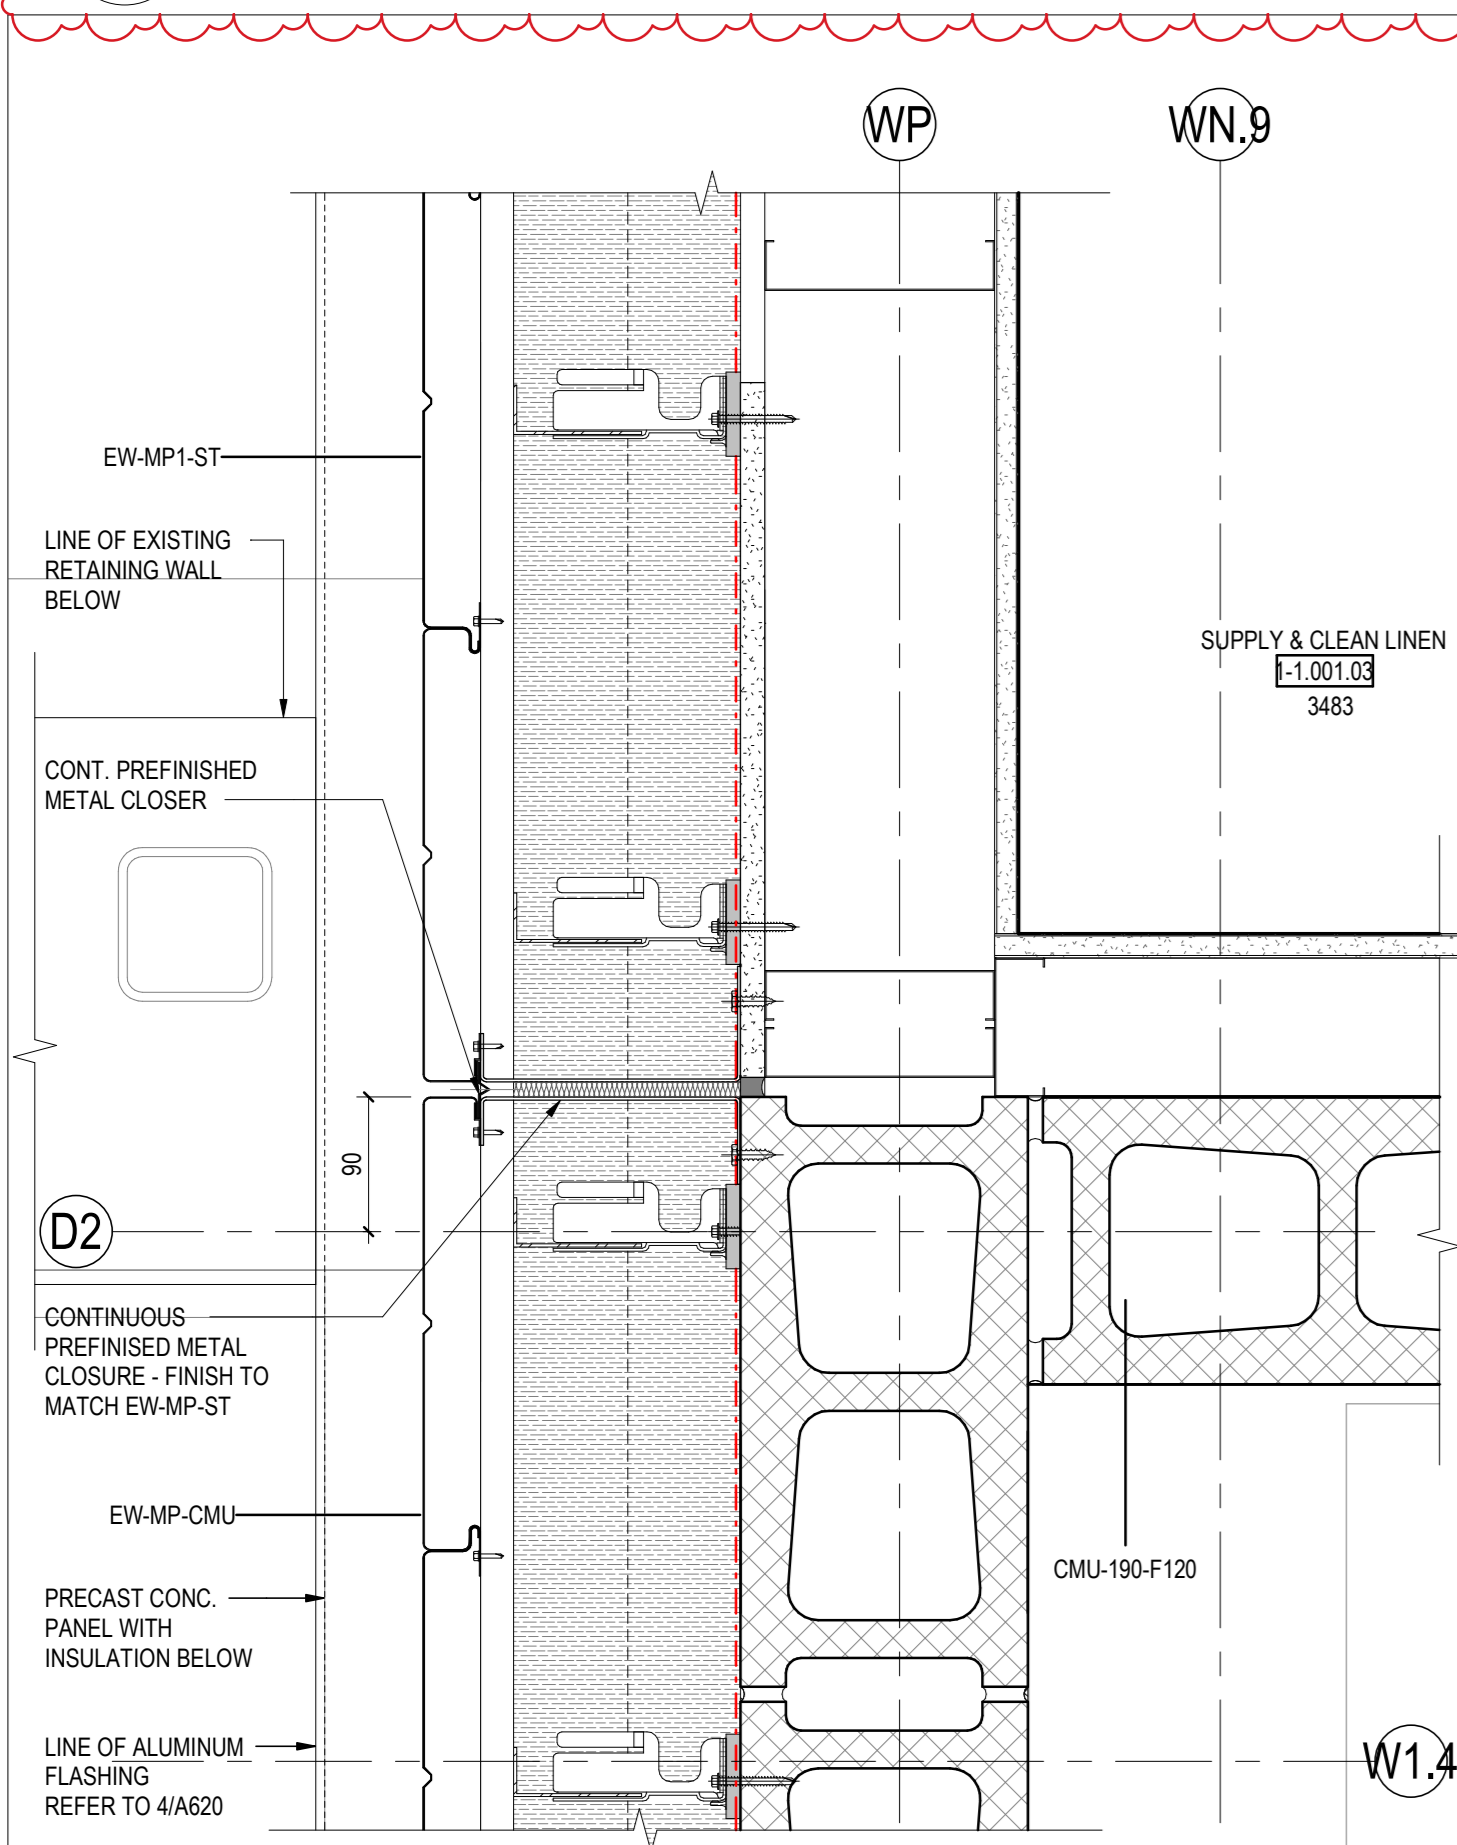 WP
WN.9
EW-MP1-ST
LINE OF EXISTING
RETAINING WALL
BELOW
SUPPLY & CLEAN LINEN
1-1.001.03
3483
CONT. PREFINISHED
METAL CLOSER
90
D2
CONTINUOUS
PREFINISED METAL
CLOSURE - FINISH TO
MATCH EW-MP-ST
EW-MP-CMU
CMU-190-F120
PRECAST CONC.
PANEL WITH
INSULATION BELOW
LINE OF ALUMINUM
FLASHING
REFER TO 4/A620
W1.4